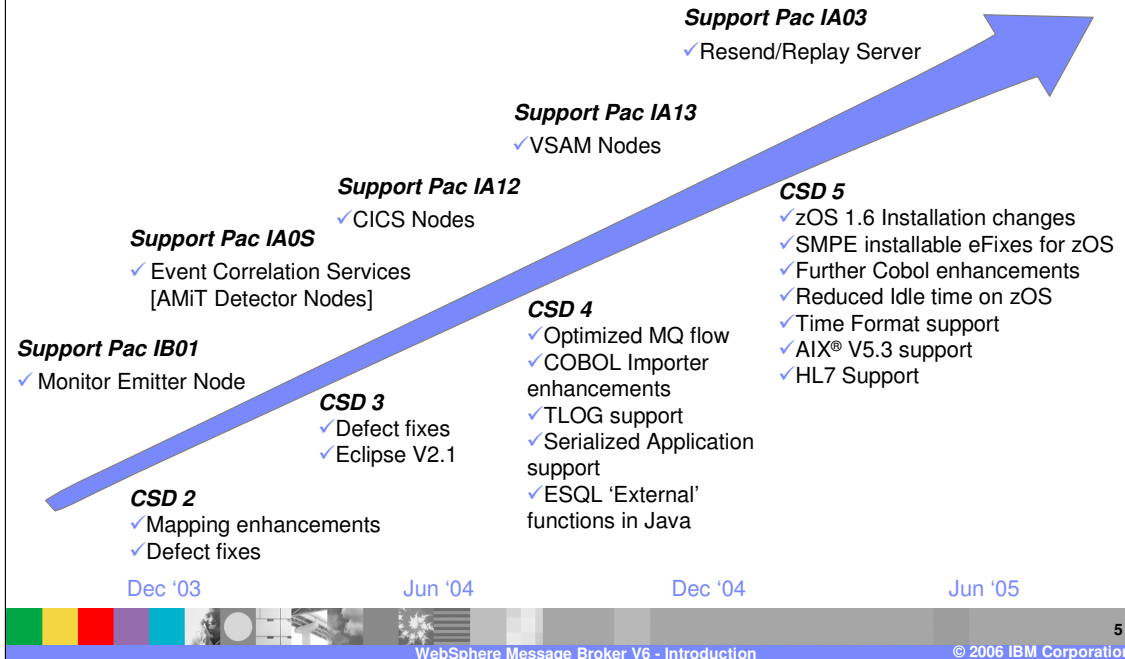 Support Pac IA03
✓Resend/Replay Server
Support Pac IA13
✓VSAM Nodes
Support Pac IA12
✓CICS Nodes
Support Pac IA0S
✓ Event Correlation Services
[AMiT Detector Nodes]
Support Pac IB01
✓ Monitor Emitter Node
CSD 2
✓Mapping enhancements
✓Defect fixes
CSD 3
✓Defect fixes
✓Eclipse V2.1
CSD 4
✓Optimized MQ flow
✓COBOL Importer
enhancements
✓TLOG support
✓Serialized Application
support
✓ESQL ‘External’
functions in Java
CSD 5
✓zOS 1.6 Installation changes
✓SMPE installable eFixes for zOS
✓Further Cobol enhancements
✓Reduced Idle time on zOS
✓Time Format support
✓AIX® V5.3 support
✓HL7 Support
Dec ‘03
Jun ‘04
Dec ‘04
Jun ‘05
5
WebSphere Message Broker V6 - Introduction
© 2006 IBM Corporation